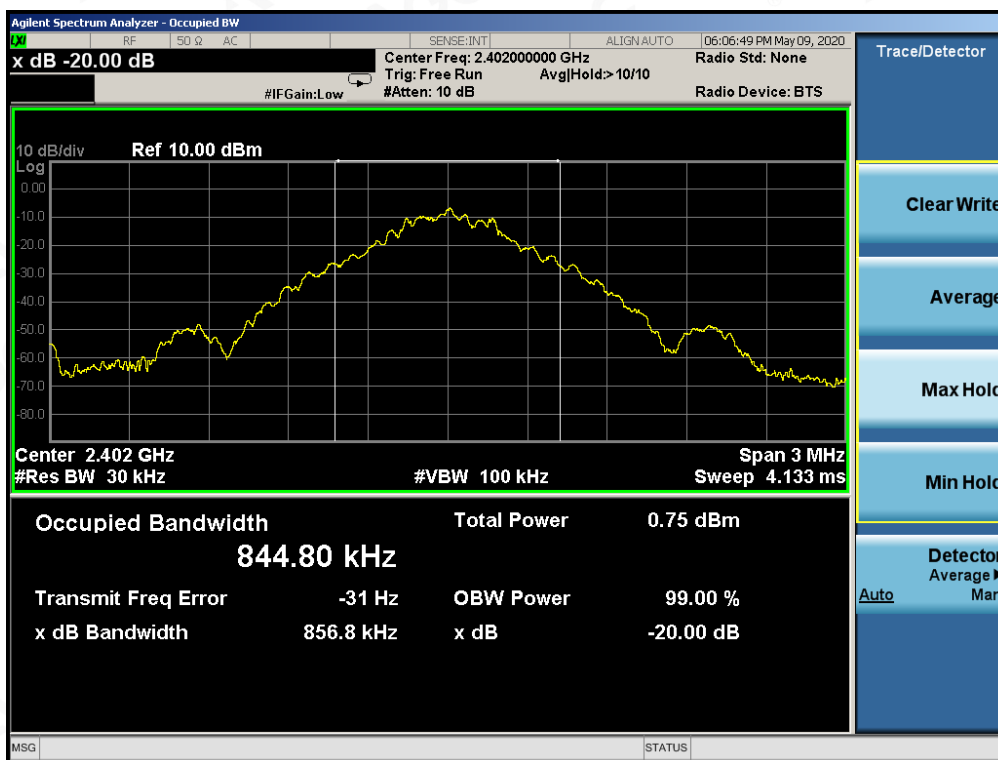 Agilent Spectrum Analyzer - Occupied BW
LXI RF 50 Ω AC SENSE:INT ALIGN AUTO 06:06:49 PM May 09, 2020
x dB -20.00 dB
Center Freq: 2.402000000 GHz
Radio Std: None
Trig: Free Run Avg|Hold:>10/10
#IFGain:Low
#Atten: 10 dB
Radio Device: BTS
10 dB/div Ref 10.00 dBm
Log
0.00
-10.0
-20.0
-30.0
-40.0
-50.0
-60.0
-70.0
-80.0
Center 2.402 GHz
Span 3 MHz
#Res BW 30 kHz
#VBW 100 kHz
Sweep 4.133 ms
Occupied Bandwidth
Total Power 0.75 dBm
844.80 kHz
Transmit Freq Error -31 Hz
OBW Power 99.00 %
x dB Bandwidth 856.8 kHz
x dB -20.00 dB
Trace/Detector
Clear Write
Average
Max Hold
Min Hold
Detector
Average
Auto Man
MSG
STATUS